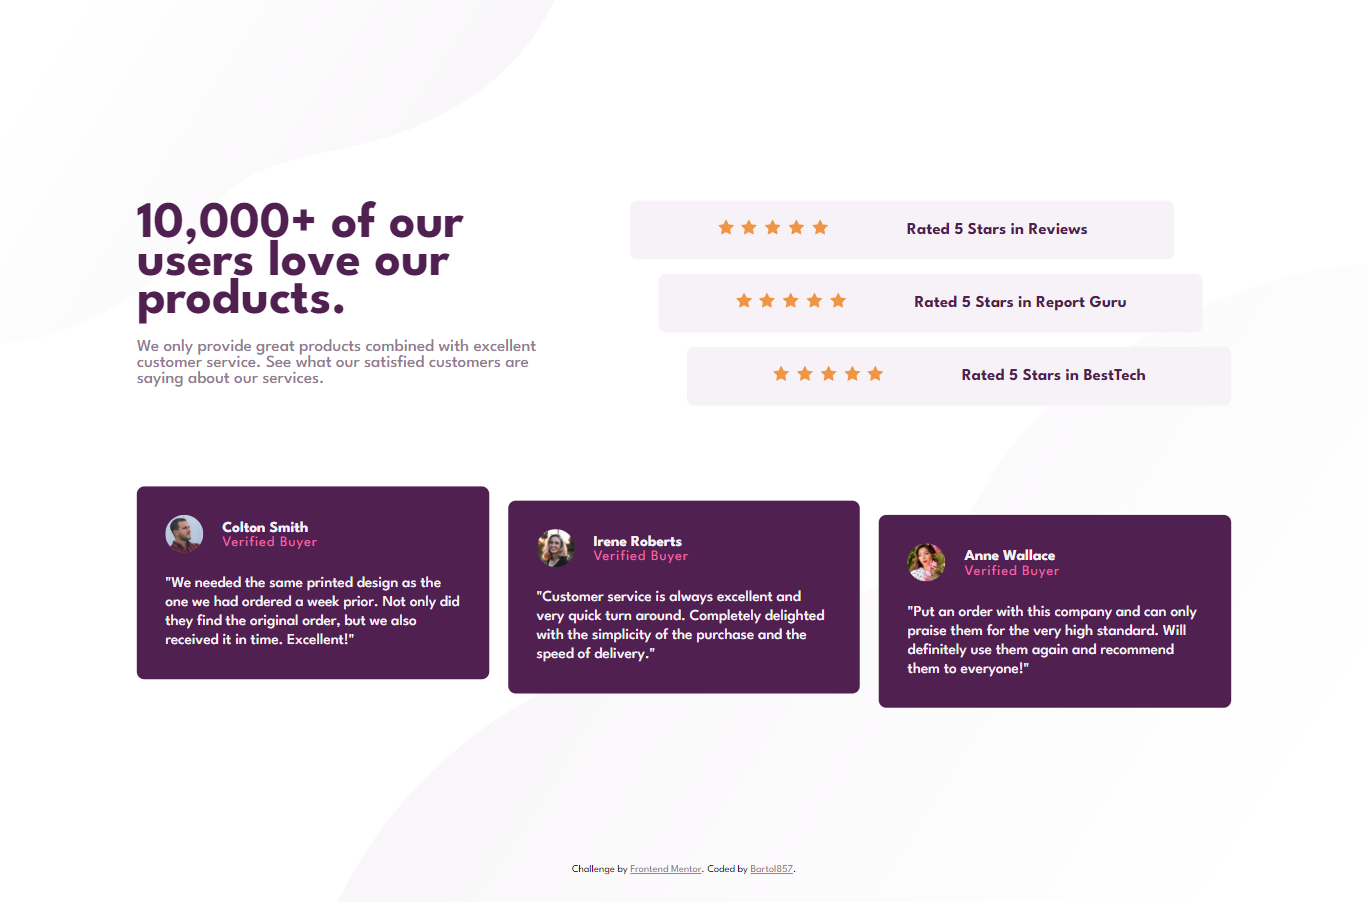 10,000+ of our
users love our
products.
We only provide great products combined with excellent
customer service. See what our satisfied customers are
saying about our services.
Rated 5 Stars in Reviews
Rated 5 Stars in Report Guru
Rated 5 Stars in BestTech
Colton Smith
Verified Buyer
"We needed the same printed design as the
one we had ordered a week prior. Not only did
they find the original order, but we also
received it in time. Excellent!"
Irene Roberts
Verified Buyer
"Customer service is always excellent and
very quick turn around. Completely delighted
with the simplicity of the purchase and the
speed of delivery."
Anne Wallace
Verified Buyer
"Put an order with this company and can only
praise them for the very high standard. Will
definitely use them again and recommend
them to everyone!"
Challenge by Frontend Mentor. Coded by Bartol857.